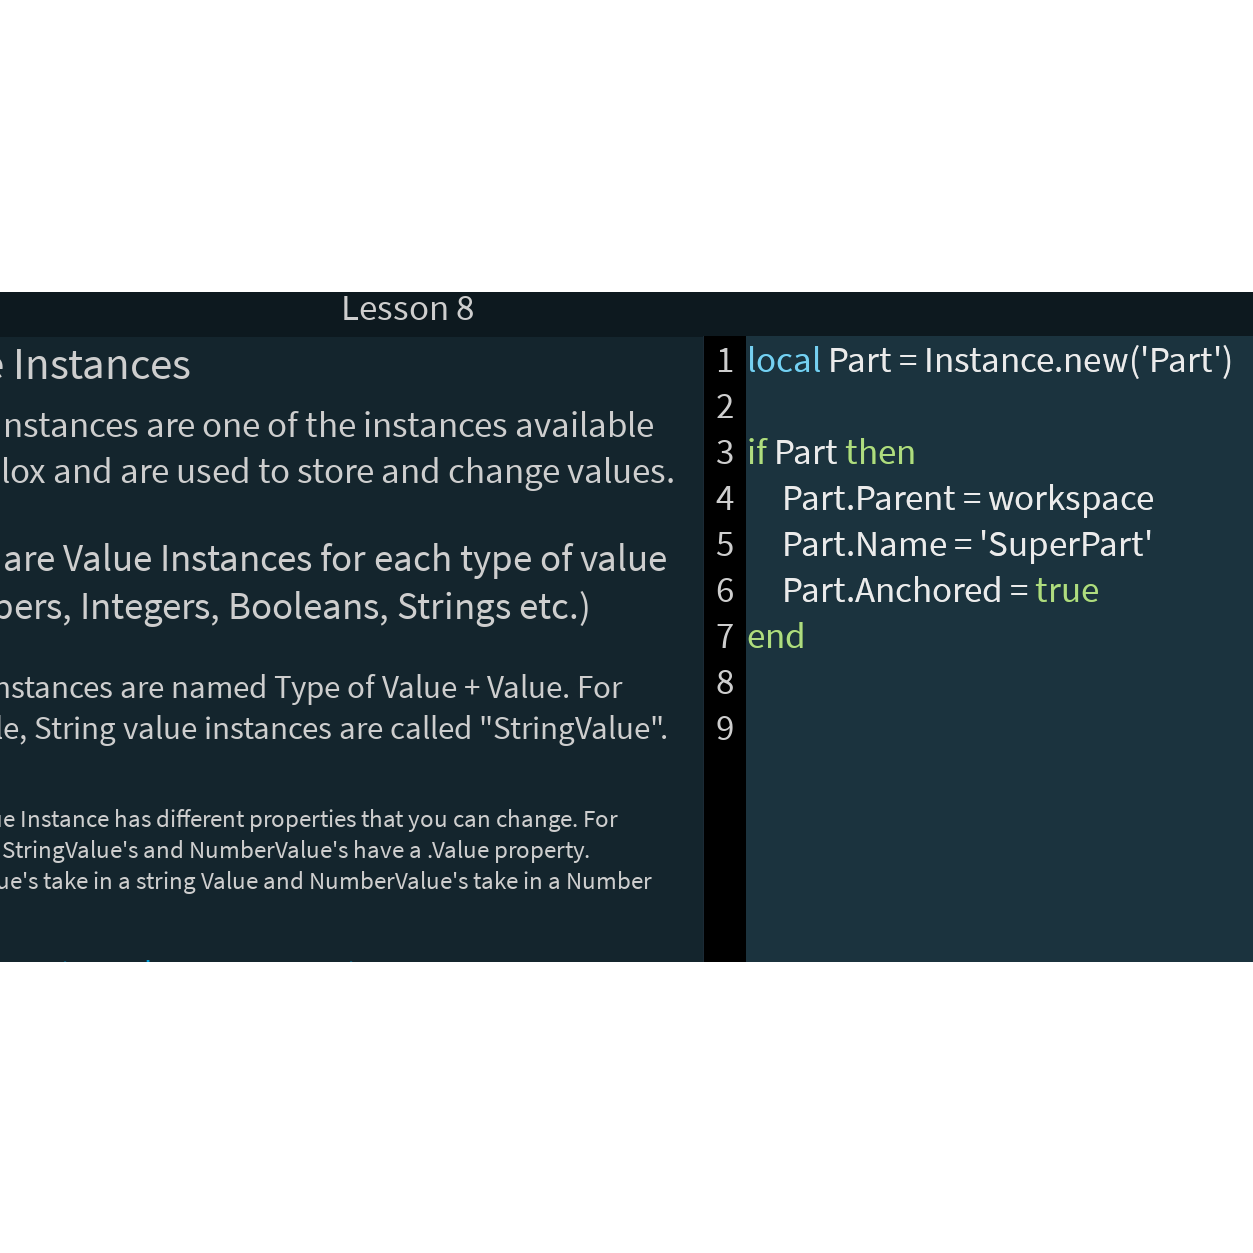 Lesson 8
Instances
nstances are one of the instances available
lox and are used to store and change values.
are Value Instances for each type of value
bers, Integers, Booleans, Strings etc.)
nstances are named Type of Value + Value. For
le, String value instances are called "StringValue".
ue Instance has different properties that you can change. For
StringValue's and NumberValue's have a .Value property.
ue's take in a string Value and NumberValue's take in a Number
1 local Part = Instance.new('Part')
2
3 if Part then
4 Part.Parent = workspace
5 Part.Name = 'SuperPart'
6 Part.Anchored = true
7 end
8
9